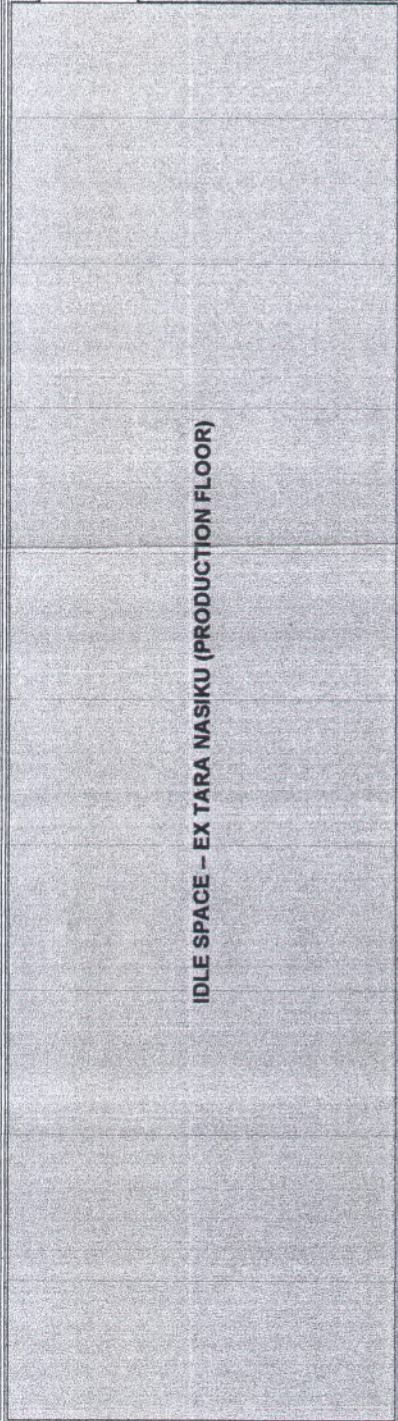 IDLE SPACE – EX TARA NASIKU (PRODUCTION FLOOR)